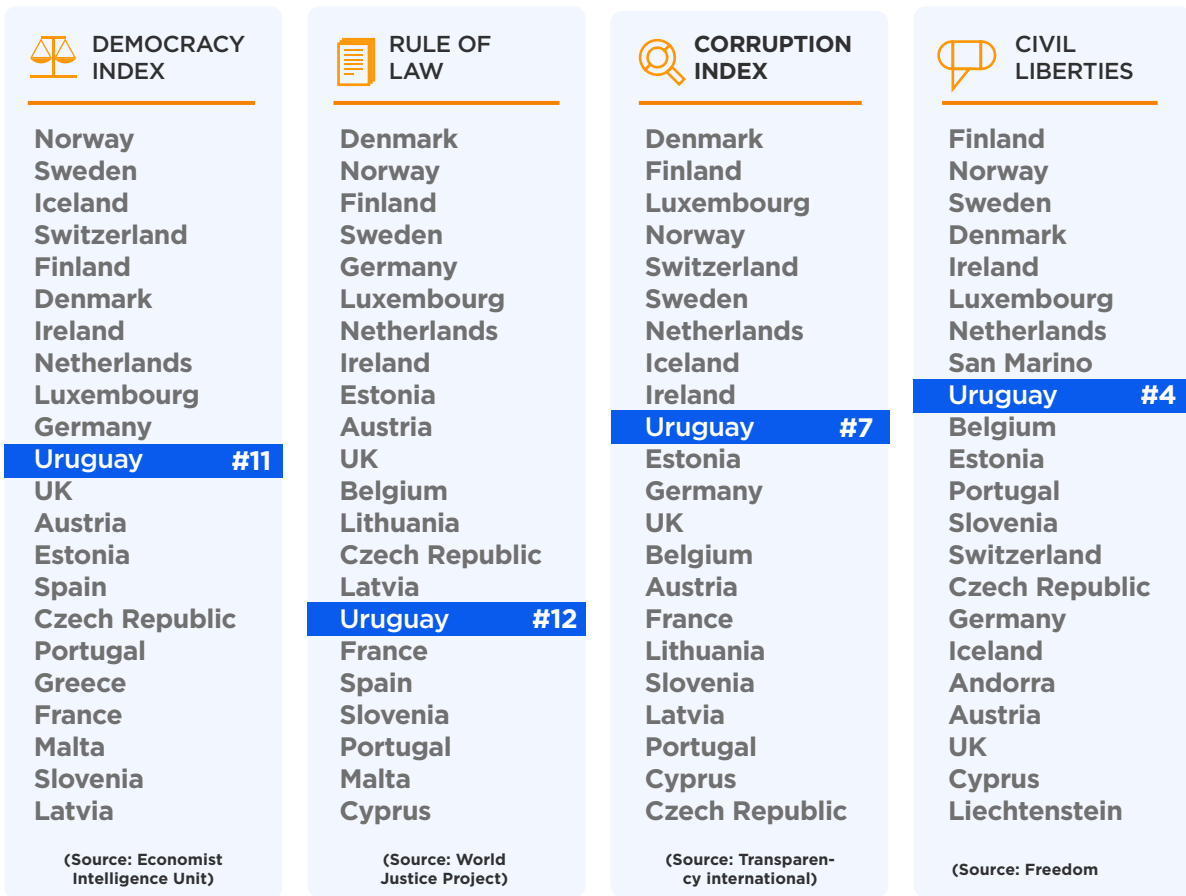 DEMOCRACY
INDEX
Norway
Sweden
Iceland
Switzerland
Finland
Denmark
Ireland
Netherlands
Luxembourg
Germany
Uruguay #11
UK
Austria
Estonia
Spain
Czech Republic
Portugal
Greece
France
Malta
Slovenia
Latvia
(Source: Economist
Intelligence Unit)
RULE OF
LAW
Denmark
Norway
Finland
Sweden
Germany
Luxembourg
Netherlands
Ireland
Estonia
Austria
UK
Belgium
Lithuania
Czech Republic
Latvia
Uruguay #12
France
Spain
Slovenia
Portugal
Malta
Cyprus
(Source: World
Justice Project)
CORRUPTION
INDEX
Denmark
Finland
Luxembourg
Norway
Switzerland
Sweden
Netherlands
Iceland
Ireland
Uruguay #7
Estonia
Germany
UK
Belgium
Austria
France
Lithuania
Slovenia
Latvia
Portugal
Cyprus
Czech Republic
(Source: Transparen-
cy international)
CIVIL
LIBERTIES
Finland
Norway
Sweden
Denmark
Ireland
Luxembourg
Netherlands
San Marino
Uruguay #4
Belgium
Estonia
Portugal
Slovenia
Switzerland
Czech Republic
Germany
Iceland
Andorra
Austria
UK
Cyprus
Liechtenstein
(Source: Freedom